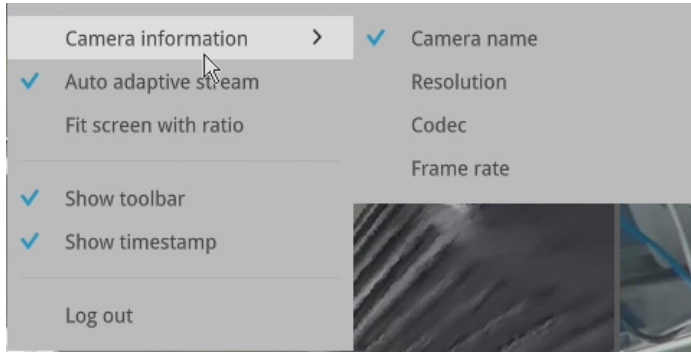 Camera information
Auto adaptive stream
Fit screen with ratio
Show toolbar
Show timestamp
Log out
Camera name
Resolution
Codec
Frame rate